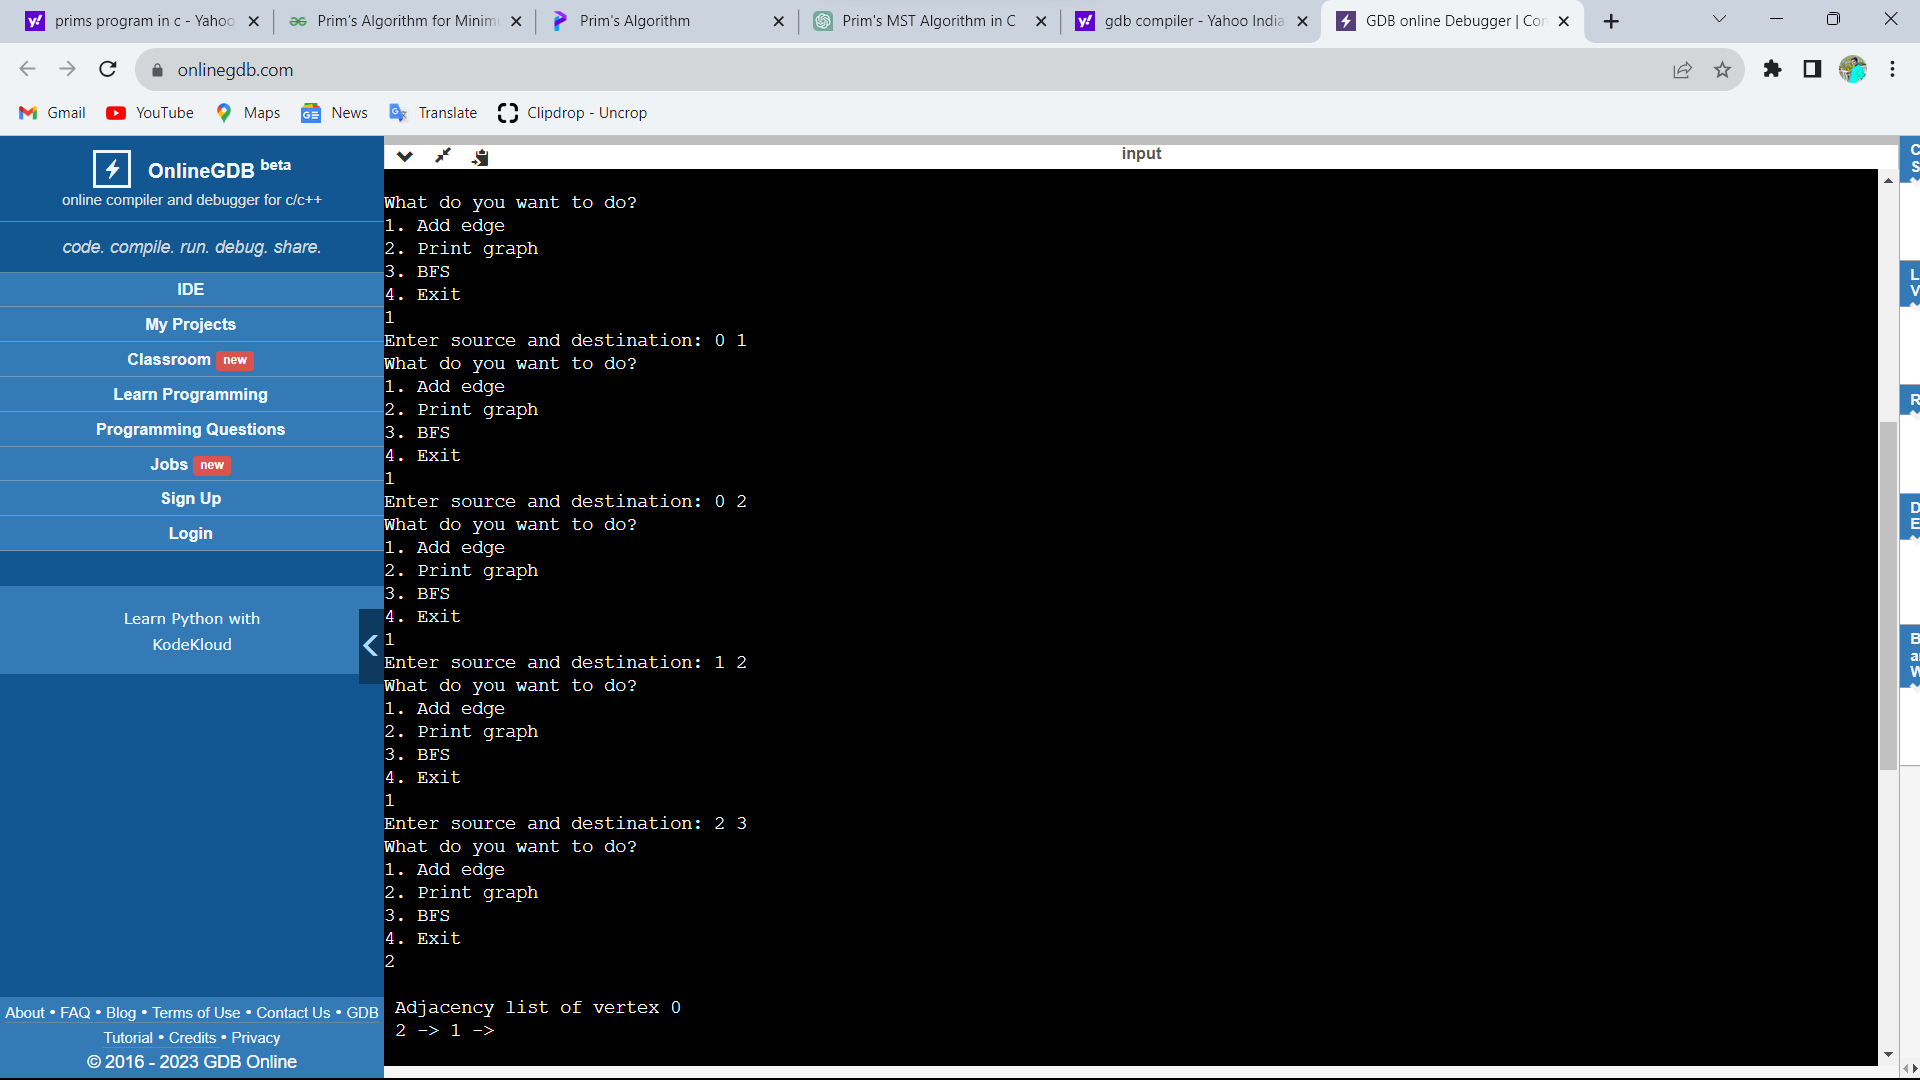 prims program in c - Yahoo
Prim's Algorithm for Minim
Prim's Algorithm
Prim's MST Algorithm in C
gdb compiler - Yahoo India
GDB online Debugger | Con
onlinegdb.com
Gmail
YouTube
Maps
News
Translate
Clipdrop - Uncrop
OnlineGDB beta
online compiler and debugger for c/c++
code. compile. run. debug. share.
IDE
My Projects
Classroom new
Learn Programming
Programming Questions
Jobs new
Sign Up
Login
Learn Python with
KodeKloud
About • FAQ • Blog • Terms of Use • Contact Us • GDB
Tutorial • Credits • Privacy
© 2016 - 2023 GDB Online
input
What do you want to do?
1. Add edge
2. Print graph
3. BFS
4. Exit
1
Enter source and destination: 0 1
What do you want to do?
1. Add edge
2. Print graph
3. BFS
4. Exit
1
Enter source and destination: 0 2
What do you want to do?
1. Add edge
2. Print graph
3. BFS
4. Exit
1
Enter source and destination: 1 2
What do you want to do?
1. Add edge
2. Print graph
3. BFS
4. Exit
1
Enter source and destination: 2 3
What do you want to do?
1. Add edge
2. Print graph
3. BFS
4. Exit
2
Adjacency list of vertex 0
2 -> 1 ->